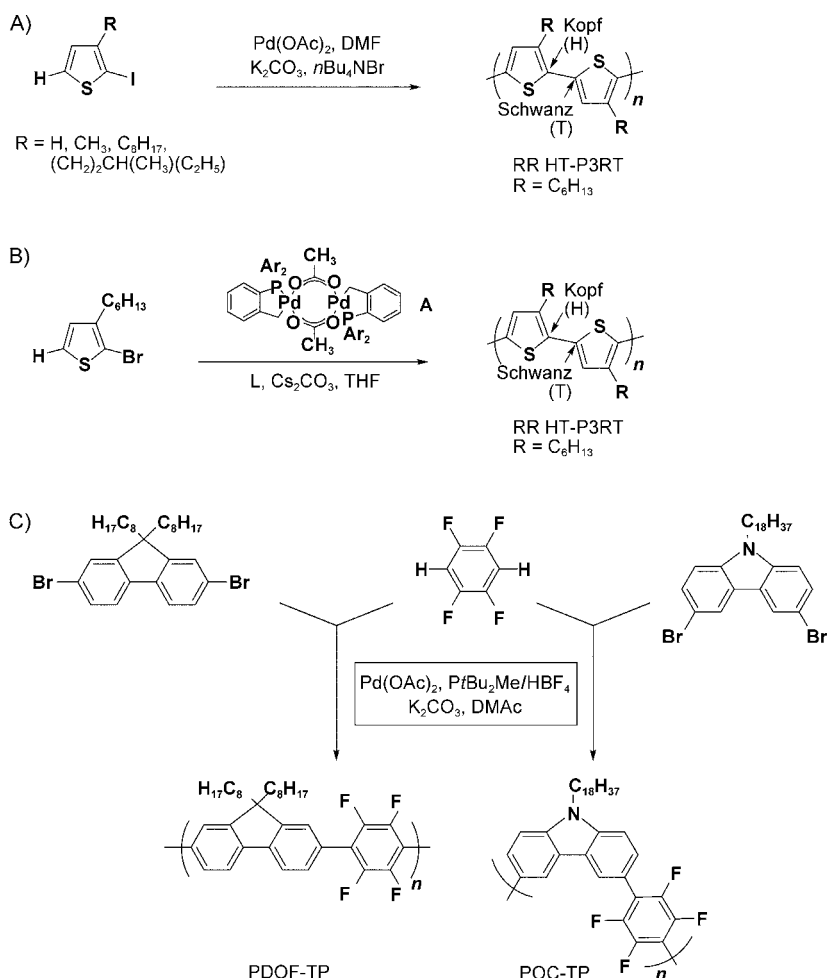 A)
R
H
S
I
Pd(OAc)₂, DMF
K₂CO₃, nBu₄NBr
R = H, CH₃, C₈H₁₇,
(CH₂)₂CH(CH₃)(C₂H₅)
R
Kopf
(H)
S
S
n
Schwanz
(T)
R
RR HT-P3RT
R = C₆H₁₃
B)
C₆H₁₃
H
S
Br
Ar₂
P
CH₃
O
O
Pd
Pd
O
O
P
CH₃
Ar₂
A
L, Cs₂CO₃, THF
R
Kopf
(H)
S
S
n
Schwanz
(T)
R
RR HT-P3RT
R = C₆H₁₃
C)
H₁₇C₈ C₈H₁₇
Br
Br
F
F
H
H
F
F
C₁₈H₃₇
N
Br
Br
Pd(OAc)₂, PtBu₂Me/HBF₄
K₂CO₃, DMAc
H₁₇C₈ C₈H₁₇
F
F
F
F
n
PDOF-TP
C₁₈H₃₇
N
F
F
F
F
n
POC-TP